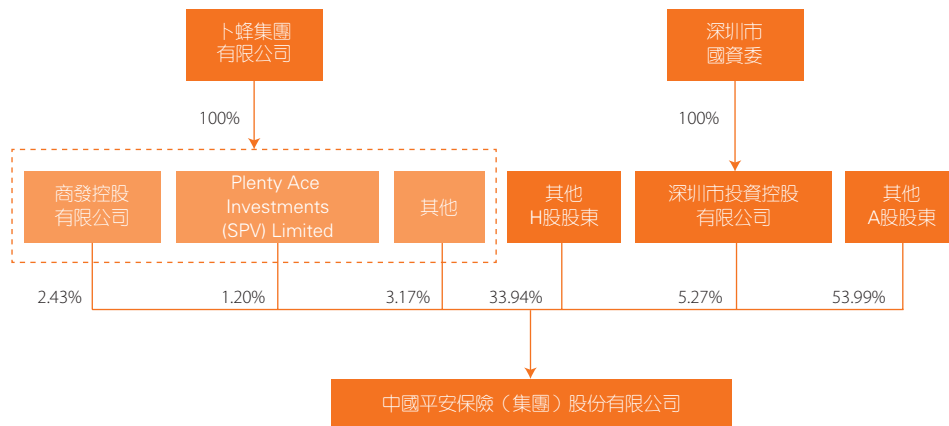 卜蜂集團
有限公司
深圳市
國資委
100%
100%
商發控股
有限公司
Plenty Ace
Investments
(SPV) Limited
其他
其他
H股股東
深圳市投資控股
有限公司
其他
A股股東
2.43%
1.20%
3.17%
33.94%
5.27%
53.99%
中國平安保險（集團）股份有限公司